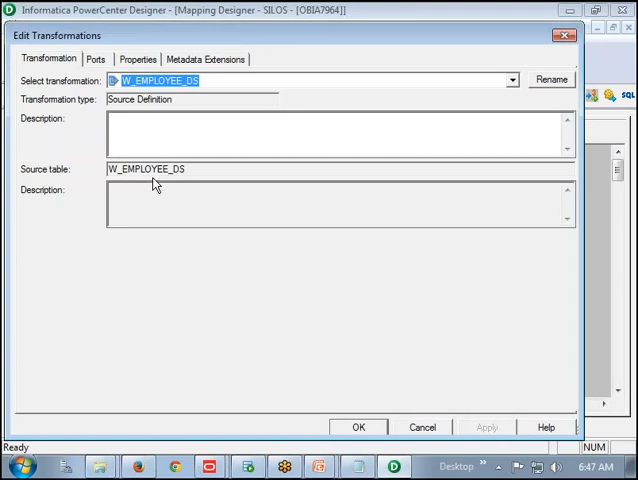 Informatica PowerCenter Designer - [Mapping Designer - SILOS - [OBIA7964]]
Edit Transformations
Transformation Ports Properties Metadata Extensions
Select transformation: W_EMPLOYEE_DS Rename
Transformation type: Source Definition
Description:
Source table: W_EMPLOYEE_DS
Description:
OK Cancel Apply Help
Ready NUM
Desktop » 6:47 AM
SQL